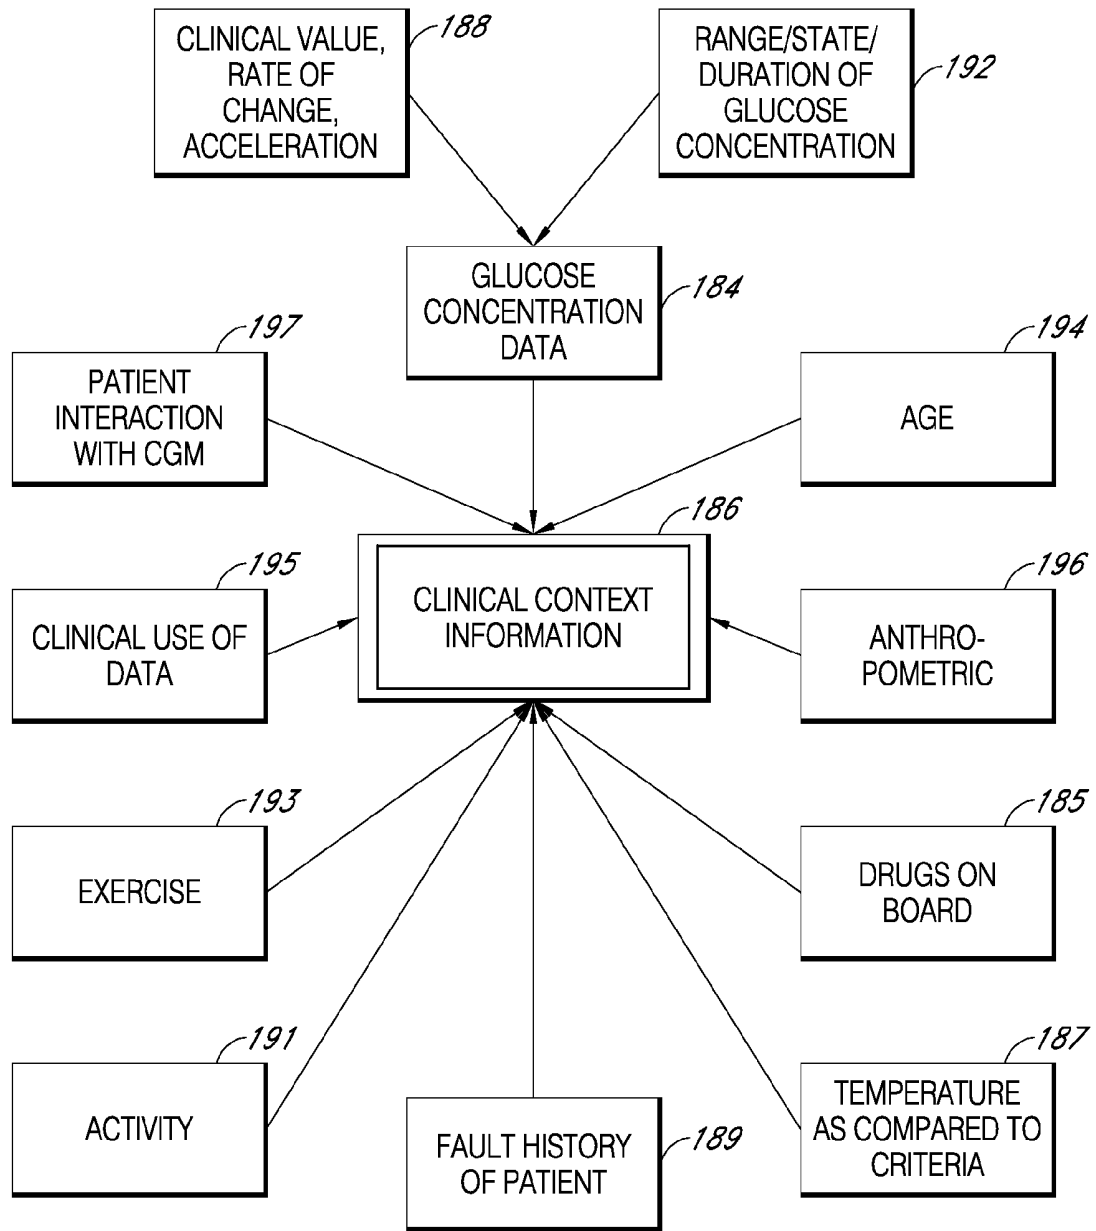 CLINICAL VALUE,
RATE OF
CHANGE,
ACCELERATION
188
RANGE/STATE/
DURATION OF
GLUCOSE
CONCENTRATION
192
GLUCOSE
CONCENTRATION
DATA
184
197
PATIENT
INTERACTION
WITH CGM
194
AGE
186
CLINICAL CONTEXT
INFORMATION
195
CLINICAL USE OF
DATA
196
ANTHRO-
POMETRIC
193
EXERCISE
185
DRUGS ON
BOARD
191
ACTIVITY
FAULT HISTORY
OF PATIENT
189
187
TEMPERATURE
AS COMPARED TO
CRITERIA